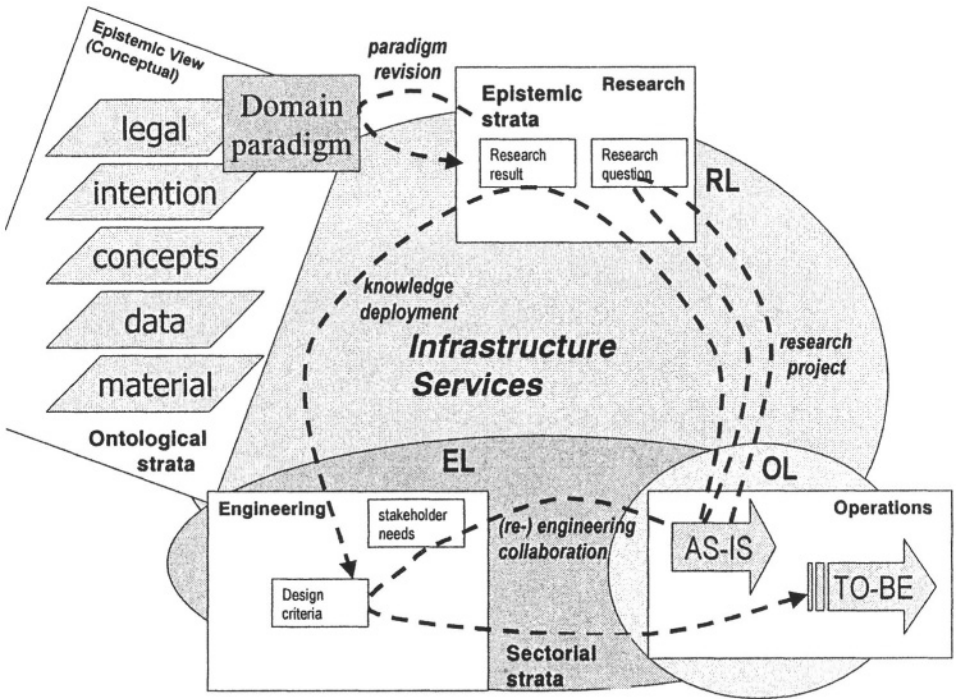 Epistemic View
(Conceptual)
legal
intention
concepts
data
material
Ontological
strata
Domain
paradigm
paradigm
revision
Epistemic
strata
Research
Research
result
Research
question
RL
knowledge
deployment
Infrastructure
Services
research
project
EL
OL
Engineering
stakeholder
needs
Design
criteria
(re-) engineering
collaboration
Operations
AS-IS
TO-BE
Sectorial
strata